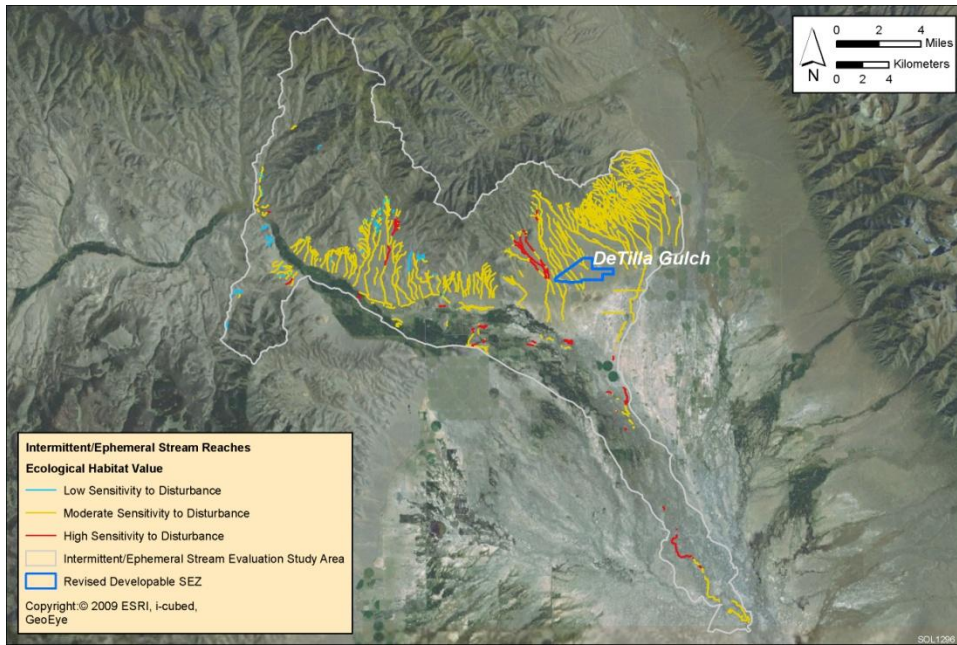 0 2 4
Miles
Kilometers
0 2 4
N
DeTilla Gulch
Intermittent/Ephemeral Stream Reaches
Ecological Habitat Value
Low Sensitivity to Disturbance
Moderate Sensitivity to Disturbance
High Sensitivity to Disturbance
Intermittent/Ephemeral Stream Evaluation Study Area
Revised Developable SEZ
Copyright:© 2009 ESRI, i-cubed,
GeoEye
SOL1296